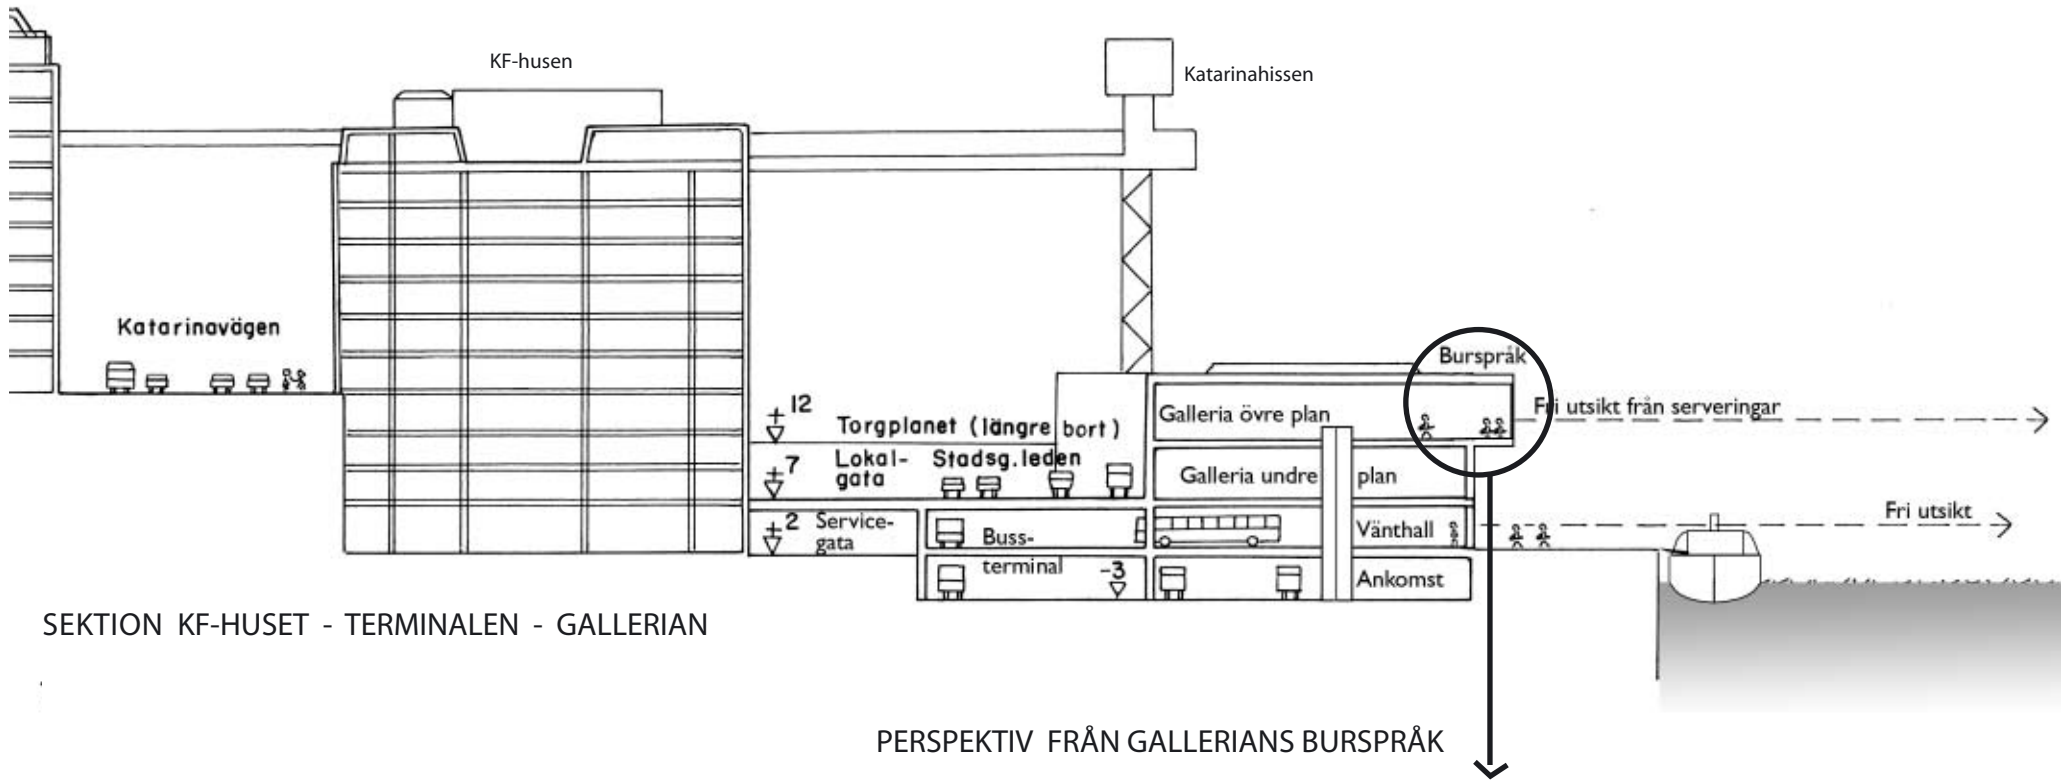 KF-husen
Katarinahissen
Katarinavägen
Burspråk
+12
Galleria övre plan
Fri utsikt från serveringar
Torgplanet (längre bort)
+7
Lokal-
gata
Stadsg.leden
Galleria undre plan
+2
Service-
gata
Buss-
terminal
Vänthall
Fri utsikt
-3
Ankomst
SEKTION KF-HUSET - TERMINALEN - GALLERIAN
PERSPEKTIV FRÅN GALLERIANS BURSPRÅK